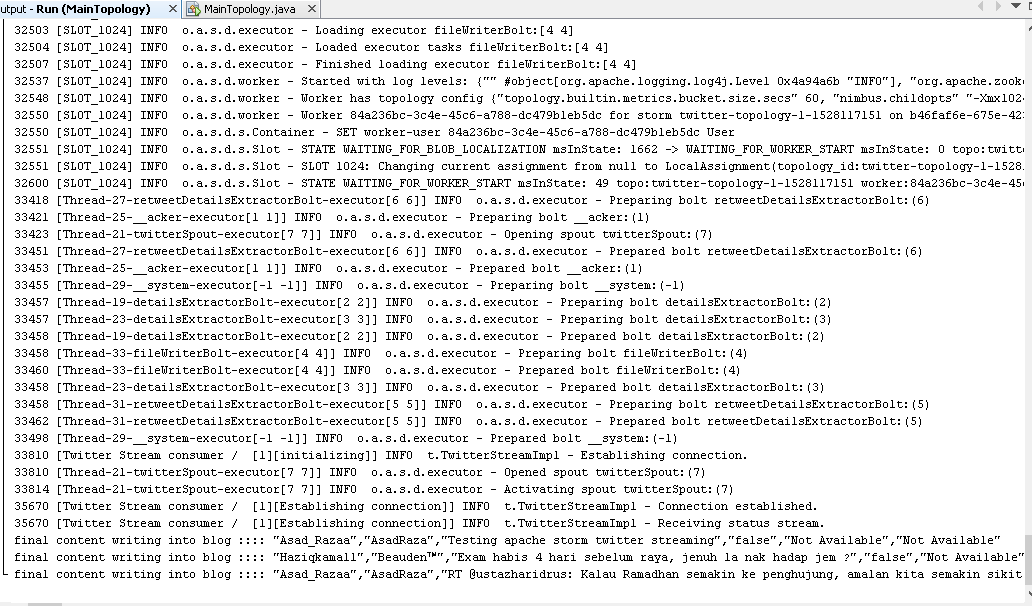 utput - Run (MainTopology) MainTopology.java
32503 [SLOT_1024] INFO  o.a.s.d.executor - Loading executor fileWriterBolt:[4 4]
32504 [SLOT_1024] INFO  o.a.s.d.executor - Loaded executor tasks fileWriterBolt:[4 4]
32507 [SLOT_1024] INFO  o.a.s.d.executor - Finished loading executor fileWriterBolt:[4 4]
32537 [SLOT_1024] INFO  o.a.s.d.worker - Started with log levels: {"" #object[org.apache.logging.log4j.Level 0x4a94a6b "INFO"], "org.apache.zooke
32548 [SLOT_1024] INFO  o.a.s.d.worker - Worker has topology config {"topology.builtin.metrics.bucket.size.secs" 60, "nimbus.childopts" "-Xmx102
32550 [SLOT_1024] INFO  o.a.s.d.worker - Worker 84a236bc-3c4e-45c6-a788-dc479b1eb5dc for storm twitter-topology-1-1528117151 on b46faf6e-675e-42
32550 [SLOT_1024] INFO  o.a.s.d.s.Container - SET worker-user 84a236bc-3c4e-45c6-a788-dc479b1eb5dc User
32551 [SLOT_1024] INFO  o.a.s.d.s.Slot - STATE WAITING_FOR_BLOB_LOCALIZATION msInState: 1662 -> WAITING_FOR_WORKER_START msInState: 0 topo:twitt
32551 [SLOT_1024] INFO  o.a.s.d.s.Slot - SLOT 1024: Changing current assignment from null to LocalAssignment(topology_id:twitter-topology-1-1528
32600 [SLOT_1024] INFO  o.a.s.d.s.Slot - STATE WAITING_FOR_WORKER_START msInState: 49 topo:twitter-topology-1-1528117151 worker:84a236bc-3c4e-45
33418 [Thread-27-retweetDetailsExtractorBolt-executor[6 6]] INFO  o.a.s.d.executor - Preparing bolt retweetDetailsExtractorBolt:(6)
33421 [Thread-25-__acker-executor[1 1]] INFO  o.a.s.d.executor - Preparing bolt __acker:(1)
33423 [Thread-21-twitterSpout-executor[7 7]] INFO  o.a.s.d.executor - Opening spout twitterSpout:(7)
33451 [Thread-27-retweetDetailsExtractorBolt-executor[6 6]] INFO  o.a.s.d.executor - Prepared bolt retweetDetailsExtractorBolt:(6)
33453 [Thread-25-__acker-executor[1 1]] INFO  o.a.s.d.executor - Prepared bolt __acker:(1)
33455 [Thread-29-__system-executor[-1 -1]] INFO  o.a.s.d.executor - Preparing bolt __system:(-1)
33457 [Thread-19-detailsExtractorBolt-executor[2 2]] INFO  o.a.s.d.executor - Preparing bolt detailsExtractorBolt:(2)
33457 [Thread-23-detailsExtractorBolt-executor[3 3]] INFO  o.a.s.d.executor - Preparing bolt detailsExtractorBolt:(3)
33458 [Thread-19-detailsExtractorBolt-executor[2 2]] INFO  o.a.s.d.executor - Prepared bolt detailsExtractorBolt:(2)
33458 [Thread-33-fileWriterBolt-executor[4 4]] INFO  o.a.s.d.executor - Preparing bolt fileWriterBolt:(4)
33460 [Thread-33-fileWriterBolt-executor[4 4]] INFO  o.a.s.d.executor - Prepared bolt fileWriterBolt:(4)
33458 [Thread-23-detailsExtractorBolt-executor[3 3]] INFO  o.a.s.d.executor - Prepared bolt detailsExtractorBolt:(3)
33458 [Thread-31-retweetDetailsExtractorBolt-executor[5 5]] INFO  o.a.s.d.executor - Preparing bolt retweetDetailsExtractorBolt:(5)
33462 [Thread-31-retweetDetailsExtractorBolt-executor[5 5]] INFO  o.a.s.d.executor - Prepared bolt retweetDetailsExtractorBolt:(5)
33498 [Thread-29-__system-executor[-1 -1]] INFO  o.a.s.d.executor - Prepared bolt __system:(-1)
33810 [Twitter Stream consumer /  [1][initializing]] INFO  t.TwitterStreamImpl - Establishing connection.
33810 [Thread-21-twitterSpout-executor[7 7]] INFO  o.a.s.d.executor - Opened spout twitterSpout:(7)
33814 [Thread-21-twitterSpout-executor[7 7]] INFO  o.a.s.d.executor - Activating spout twitterSpout:(7)
35670 [Twitter Stream consumer /  [1][Establishing connection]] INFO  t.TwitterStreamImpl - Connection established.
35670 [Twitter Stream consumer /  [1][Establishing connection]] INFO  t.TwitterStreamImpl - Receiving status stream.
final content writing into blog :::: "Asad_Razaa","AsadRaza","Testing apache storm twitter streaming","false","Not Available","Not Available"
final content writing into blog :::: "Haziqkamall","Beauden™","Exam habis 4 hari sebelum raya, jenuh la nak hadap jem ?","false","Not Available"
final content writing into blog :::: "Asad_Razaa","AsadRaza","RT @ustazharidrus: Kalau Ramadhan semakin ke penghujung, amalan kita semakin sikit